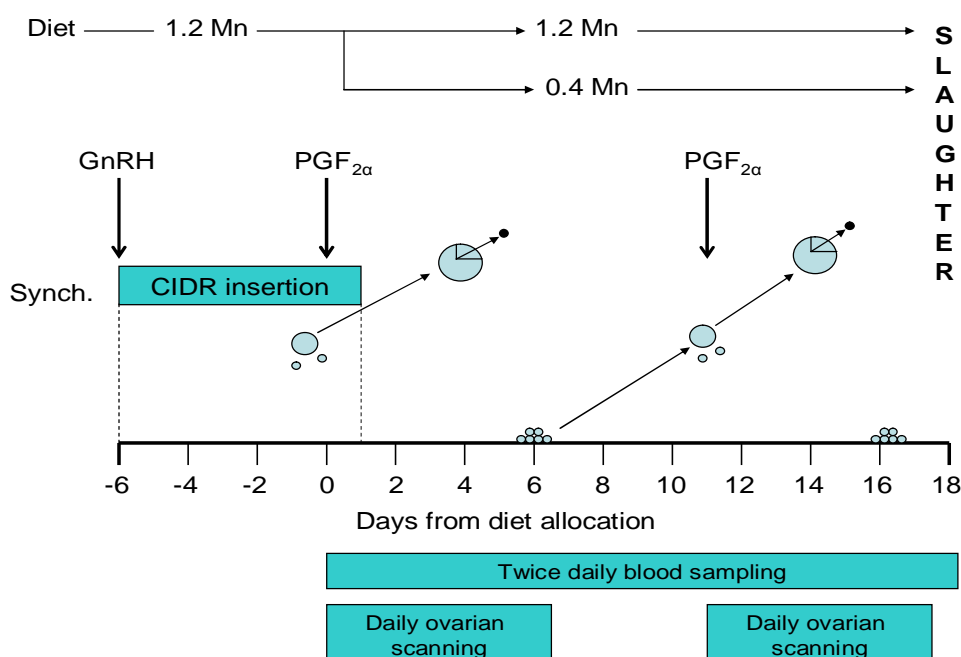 Diet 1.2 Mn 1.2 Mn
0.4 Mn
SLAUGHTER
GnRH PGF2α PGF2α
Synch. CIDR insertion
-6 -4 -2 0 2 4 6 8 10 12 14 16 18
Days from diet allocation
Twice daily blood sampling
Daily ovarian scanning
Daily ovarian scanning